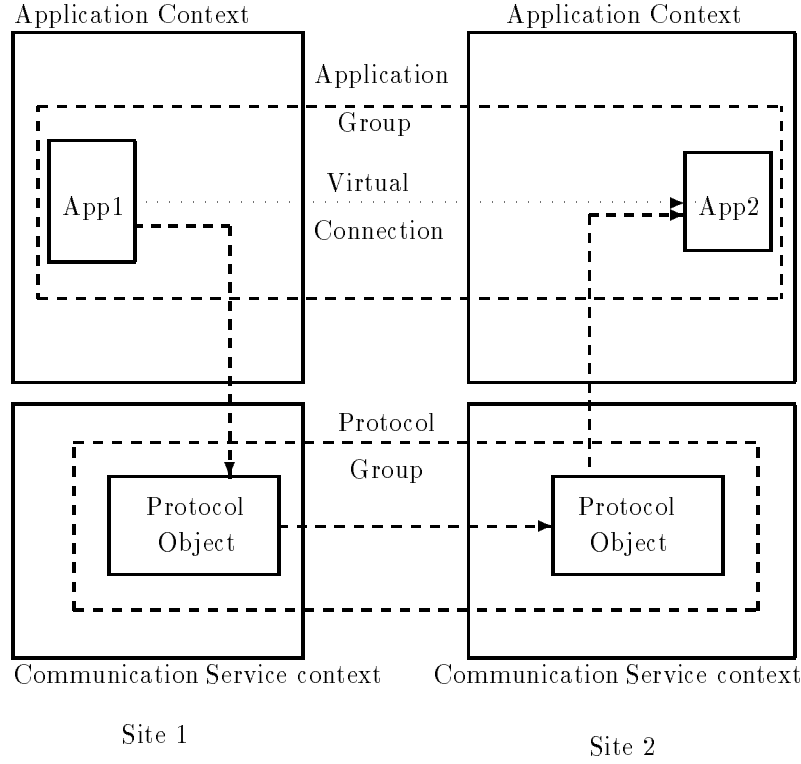 Application Context
Application Context
Application
Group
Virtual
App1
App2
Connection
Protocol
Group
Protocol
Object
Protocol
Object
Communication Service context
Communication Service context
Site 1
Site 2